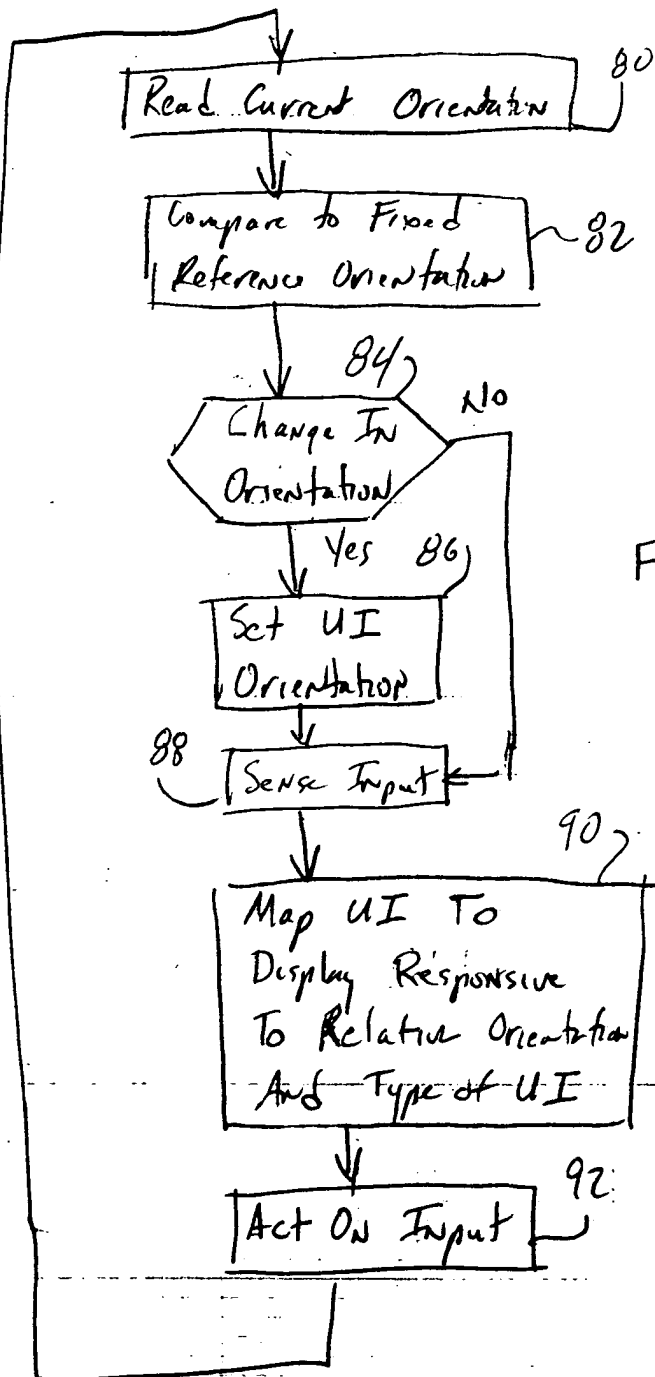 Read Current Orientation
80
Compare to Fixed
Reference Orientation
82
84
Change In
Orientation
No
Yes
86
F
Set UI
Orientation
88
Sense Input
90
Map UI To
Display Responsive
To Relative Orientation
And Type of UI
Act On Input
92